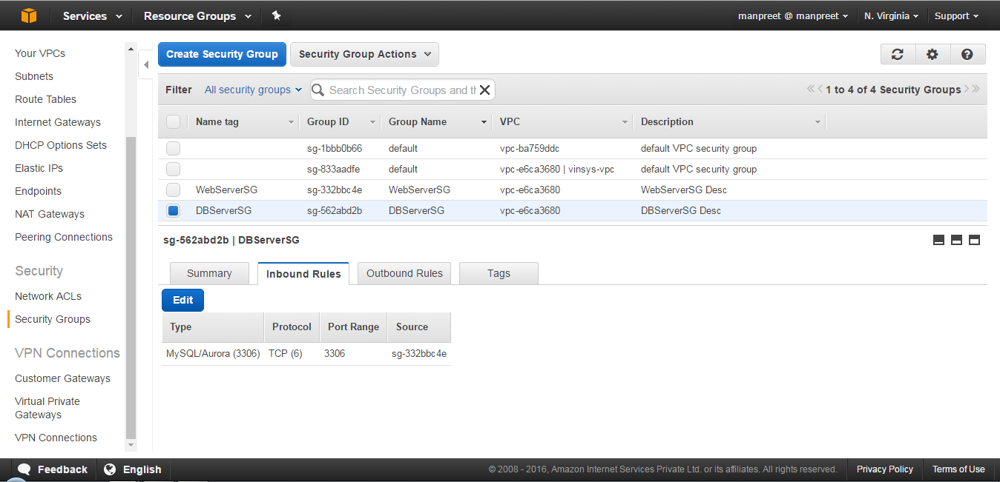 Services Resource Groups manpreet @ manpreet N. Virginia Support
Your VPCs
Subnets
Route Tables
Internet Gateways
DHCP Options Sets
Elastic IPs
Endpoints
NAT Gateways
Peering Connections
Security
Network ACLs
Security Groups
VPN Connections
Customer Gateways
Virtual Private
Gateways
VPN Connections
Create Security Group Security Group Actions
Filter All security groups Search Security Groups and th 1 to 4 of 4 Security Groups
Name tag Group ID Group Name VPC Description
sg-1bbb0b66 default vpc-ba759ddc default VPC security group
sg-833aadfe default vpc-e6ca3680 | vinsys-vpc default VPC security group
WebServerSG sg-332bbc4e WebServerSG vpc-e6ca3680 WebServerSG Desc
DBServerSG sg-562abd2b DBServerSG vpc-e6ca3680 DBServerSG Desc
sg-562abd2b | DBServerSG
Summary Inbound Rules Outbound Rules Tags
Edit
Type Protocol Port Range Source
MySQL/Aurora (3306) TCP (6) 3306 sg-332bbc4e
Feedback English © 2008 - 2016, Amazon Internet Services Private Ltd. or its affiliates. All rights reserved. Privacy Policy Terms of Use